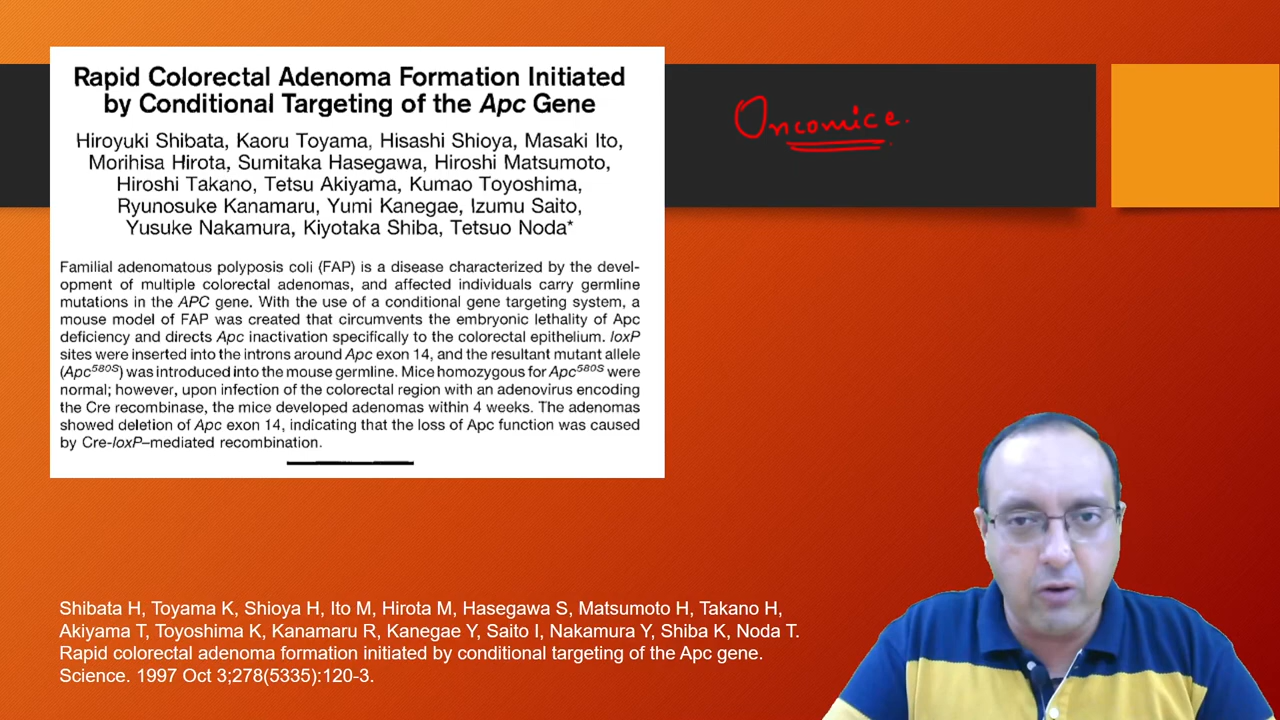 Rapid Colorectal Adenoma Formation Initiated
by Conditional Targeting of the Apc Gene
Hiroyuki Shibata, Kaoru Toyama, Hisashi Shioya, Masaki Ito,
Morihisa Hirota, Sumitaka Hasegawa, Hiroshi Matsumoto,
Hiroshi Takano, Tetsu Akiyama, Kumao Toyoshima,
Ryunosuke Kanamaru, Yumi Kanegae, Izumu Saito,
Yusuke Nakamura, Kiyotaka Shiba, Tetsuo Noda*
Familial adenomatous polyposis coli (FAP) is a disease characterized by the devel-
opment of multiple colorectal adenomas, and affected individuals carry germline
mutations in the APC gene. With the use of a conditional gene targeting system, a
mouse model of FAP was created that circumvents the embryonic lethality of Apc
deficiency and directs Apc inactivation specifically to the colorectal epithelium. loxP
sites were inserted into the introns around Apc exon 14, and the resultant mutant allele
(Apc⁵⁸⁰ˢ) was introduced into the mouse germline. Mice homozygous for Apc⁵⁸⁰ˢ were
normal; however, upon infection of the colorectal region with an adenovirus encoding
the Cre recombinase, the mice developed adenomas within 4 weeks. The adenomas
showed deletion of Apc exon 14, indicating that the loss of Apc function was caused
by Cre-loxP–mediated recombination.
Oncomice.
Shibata H, Toyama K, Shioya H, Ito M, Hirota M, Hasegawa S, Matsumoto H, Takano H,
Akiyama T, Toyoshima K, Kanamaru R, Kanegae Y, Saito I, Nakamura Y, Shiba K, Noda T.
Rapid colorectal adenoma formation initiated by conditional targeting of the Apc gene.
Science. 1997 Oct 3;278(5335):120-3.